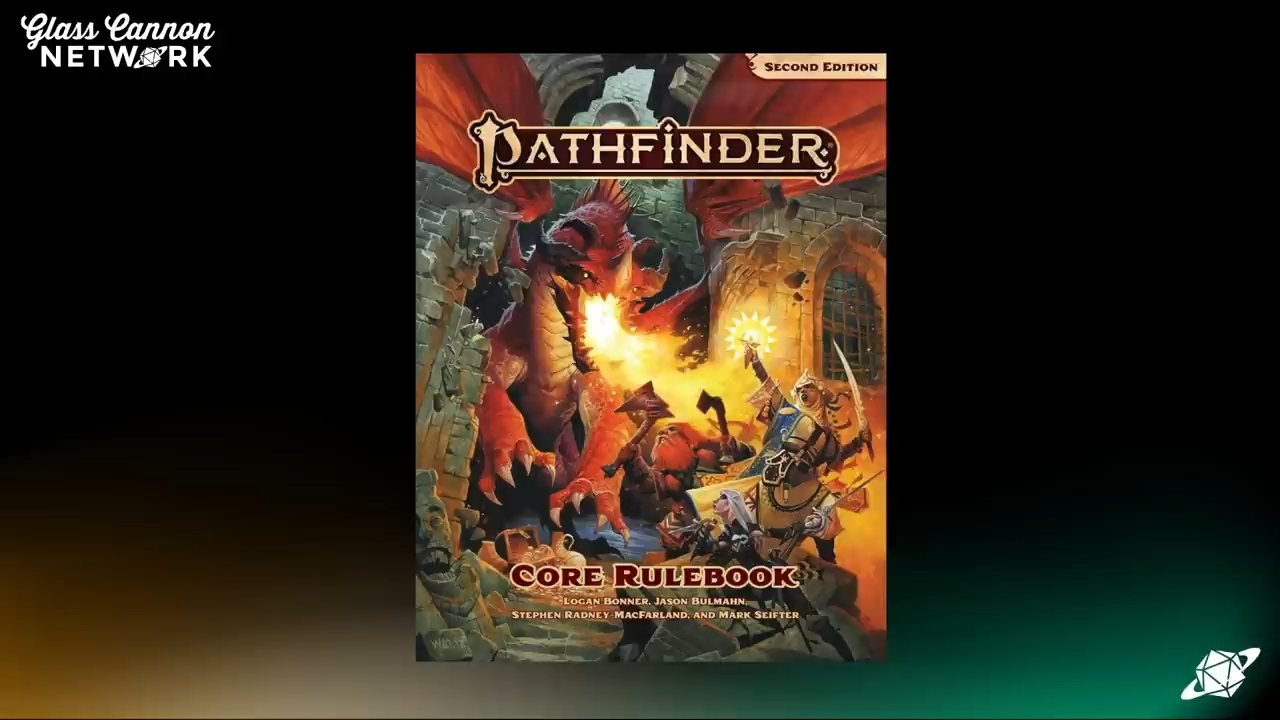 Glass Cannon
NETWORK
SECOND EDITION
PATHFINDER
CORE RULEBOOK
LOGAN BONNER, JASON BULMAHN,
STEPHEN RADNEY-MACFARLAND, AND MARK SEIFTER